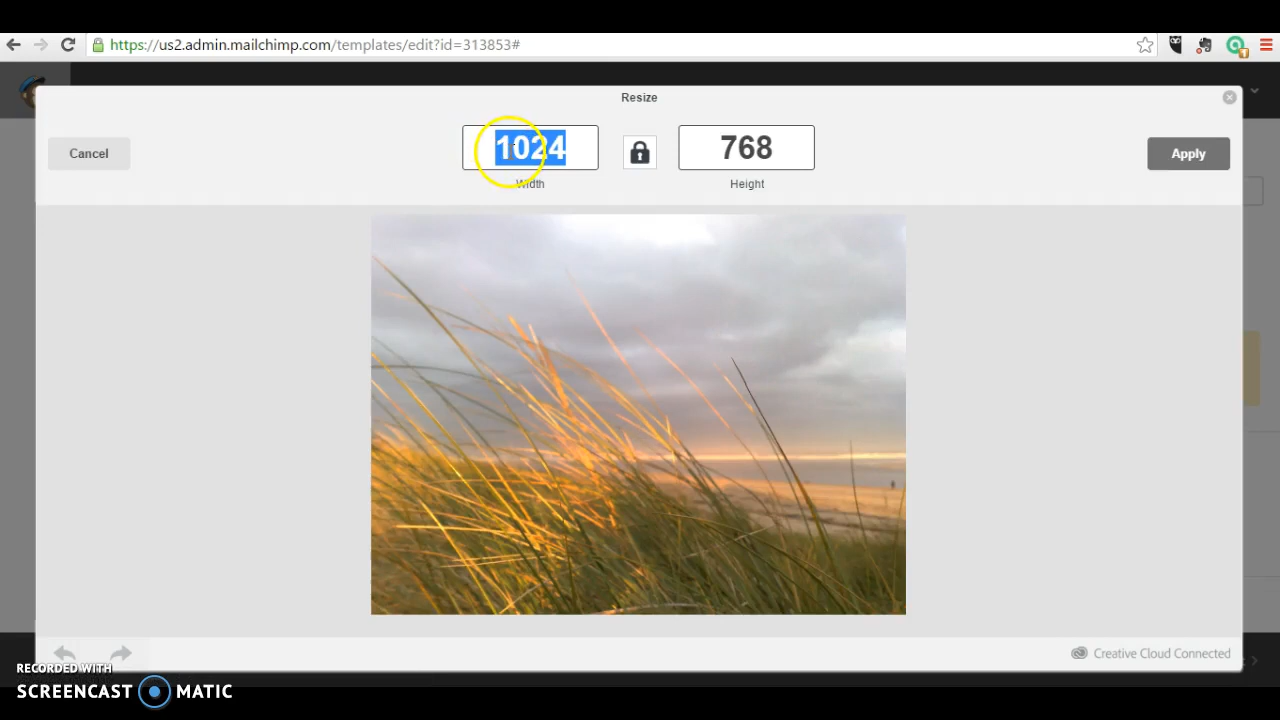 https://us2.admin.mailchimp.com/templates/edit?id=313853#
Resize
Cancel
1024
768
Apply
Width
Height
Creative Cloud Connected
RECORDED WITH
SCREENCAST MATIC